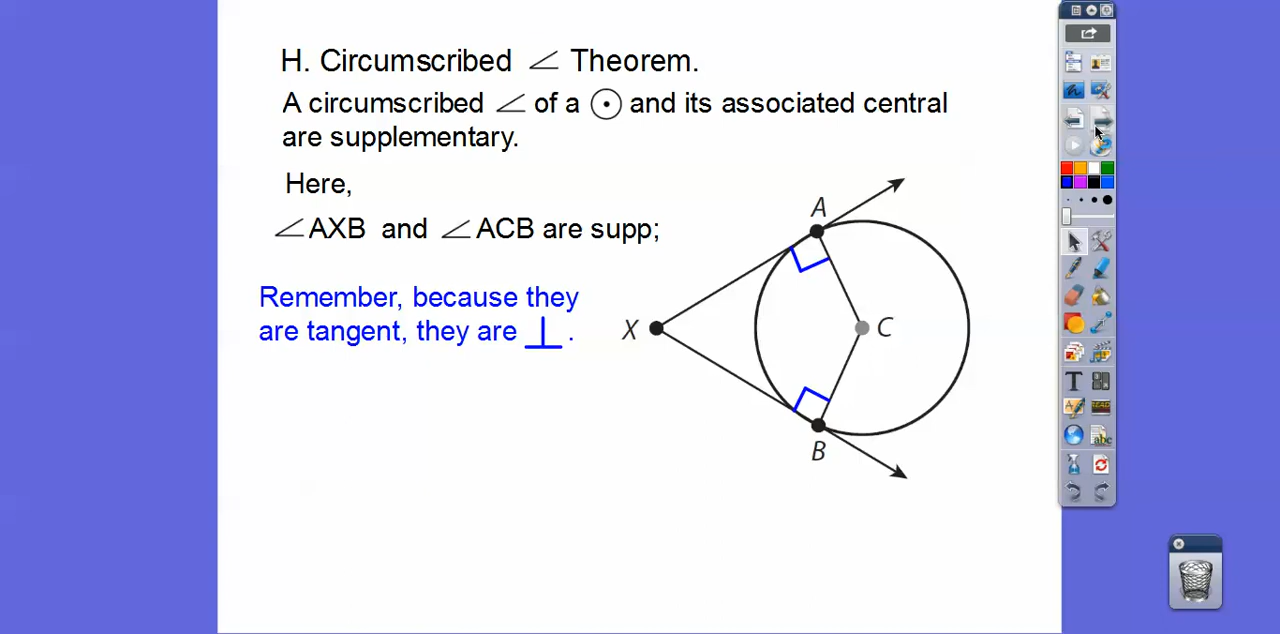 H. Circumscribed ∠ Theorem.
A circumscribed ∠ of a ⊙ and its associated central
are supplementary.
Here,
∠AXB and ∠ACB are supp;
Remember, because they
are tangent, they are ⊥.
A
X
C
B